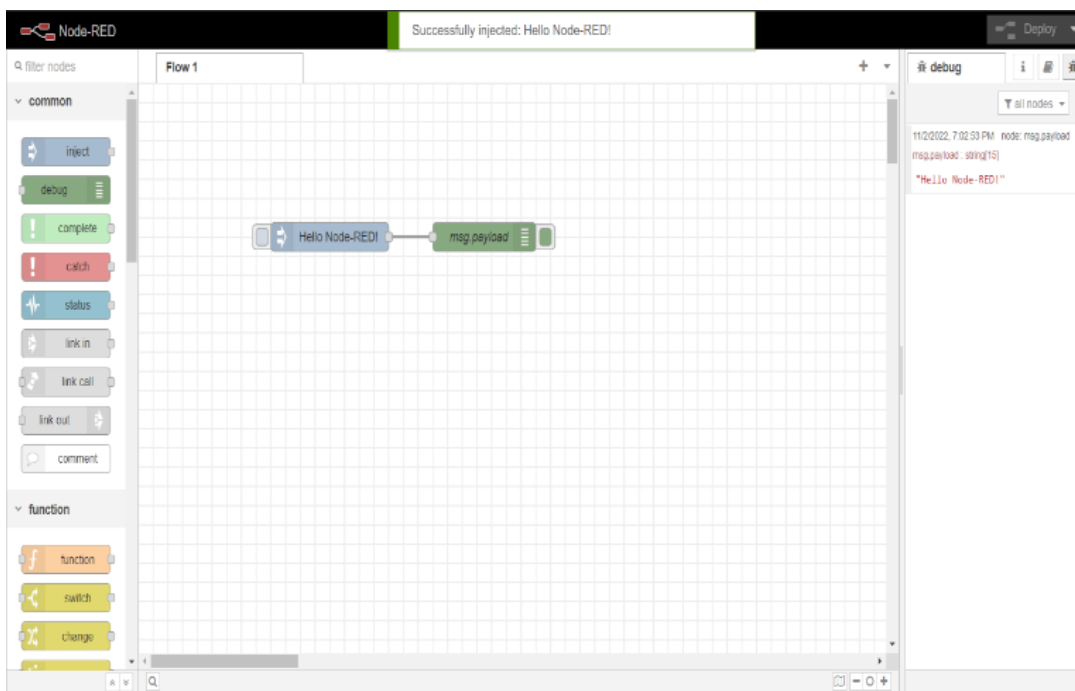 Node-RED
Successfully injected: Hello Node-RED!
Deploy
filter nodes
Flow 1
debug
i
common
all nodes
inject
debug
complete
catch
status
link in
link call
link out
comment
11/2/2022, 7:02:53 PM node: msg.payload
msg.payload : string[15]
"Hello Node-RED!"
Hello Node-RED!
msg.payload
function
function
switch
change